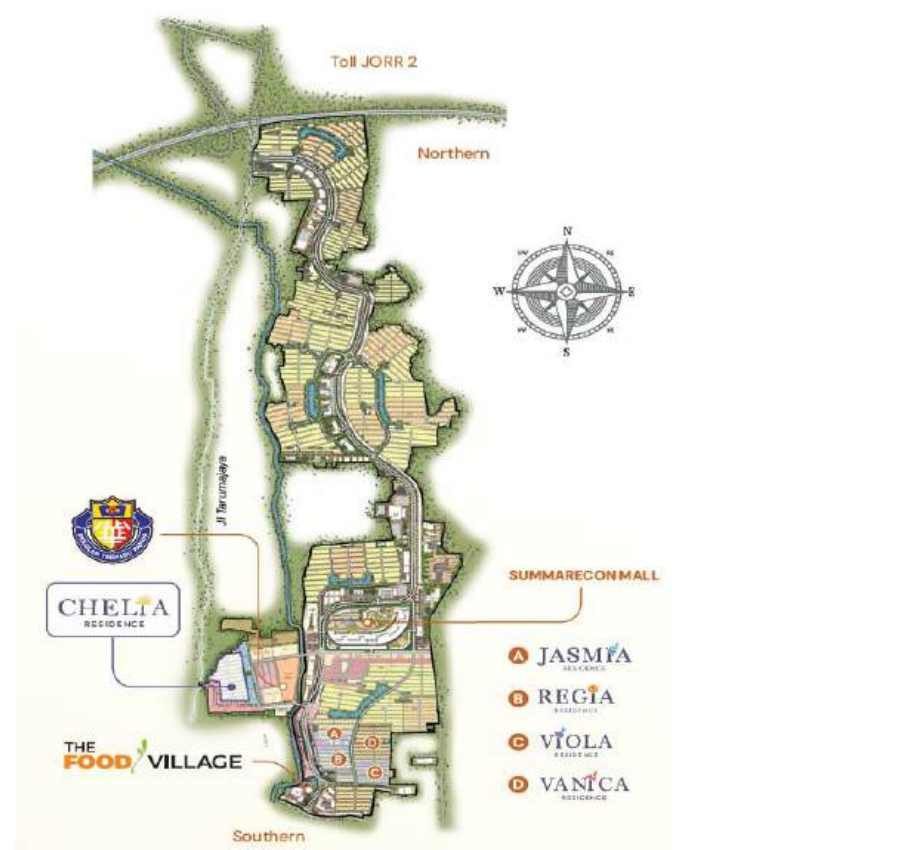 Toll JORR 2
Northern
N
W
E
S
Jl Tarumajaya
SUMMARECON MALL
CHELIA
RESIDENCE
A JASMIA
RESIDENCE
B REGIA
RESIDENCE
C VIOLA
RESIDENCE
D VANICA
RESIDENCE
A
D
B
C
THE
FOOD VILLAGE
Southern